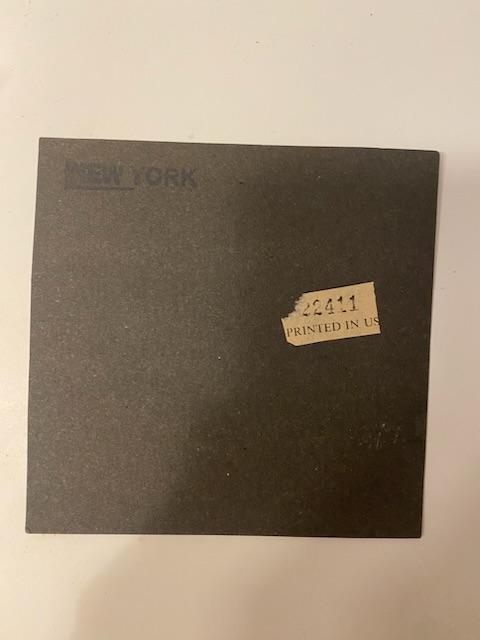 NEW YORK
22411
PRINTED IN US